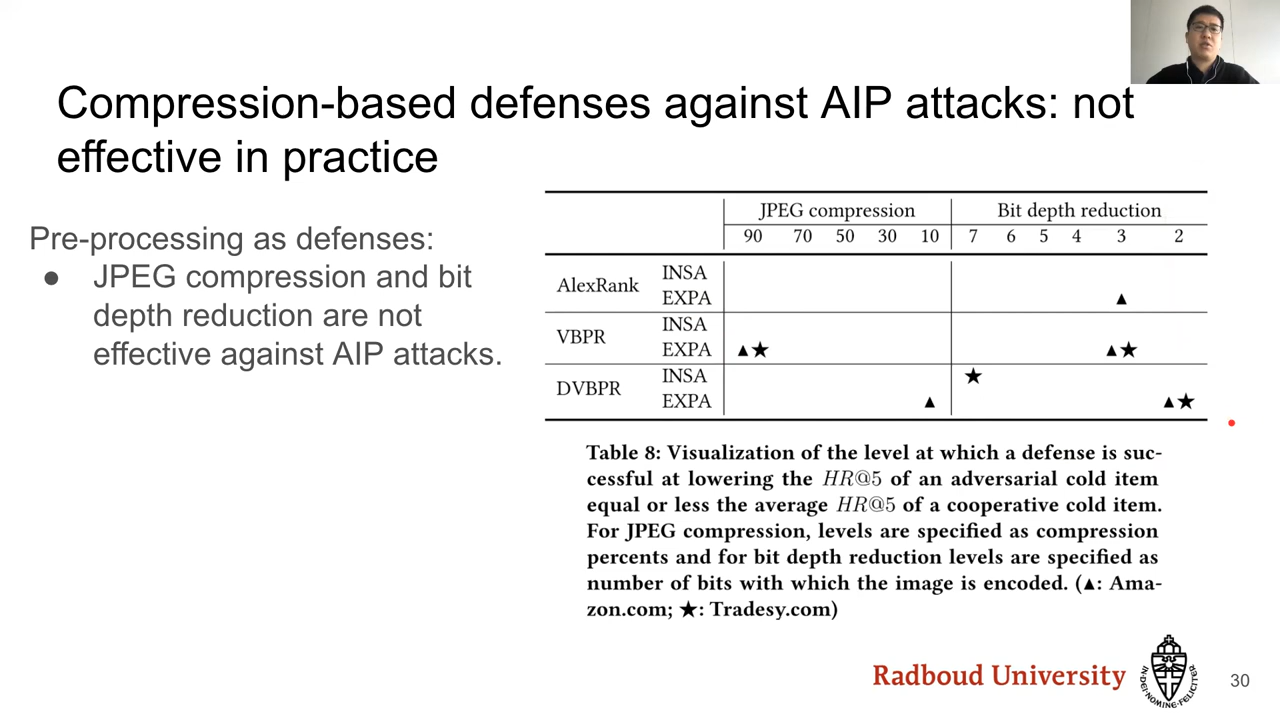 Compression-based defenses against AIP attacks: not
effective in practice
Pre-processing as defenses:
● JPEG compression and bit
depth reduction are not
effective against AIP attacks.
JPEG compression Bit depth reduction
90 70 50 30 10 7 6 5 4 3 2
AlexRank
INSA
EXPA ▲
VBPR
INSA
EXPA ▲★ ▲★
DVBPR
INSA ★
EXPA ▲ ▲★
Table 8: Visualization of the level at which a defense is suc-
cessful at lowering the HR@5 of an adversarial cold item
equal or less the average HR@5 of a cooperative cold item.
For JPEG compression, levels are specified as compression
percents and for bit depth reduction levels are specified as
number of bits with which the image is encoded. (▲: Ama-
zon.com; ★: Tradesy.com)
Radboud University
IN·DEI·NOMINE·FELICITER
30